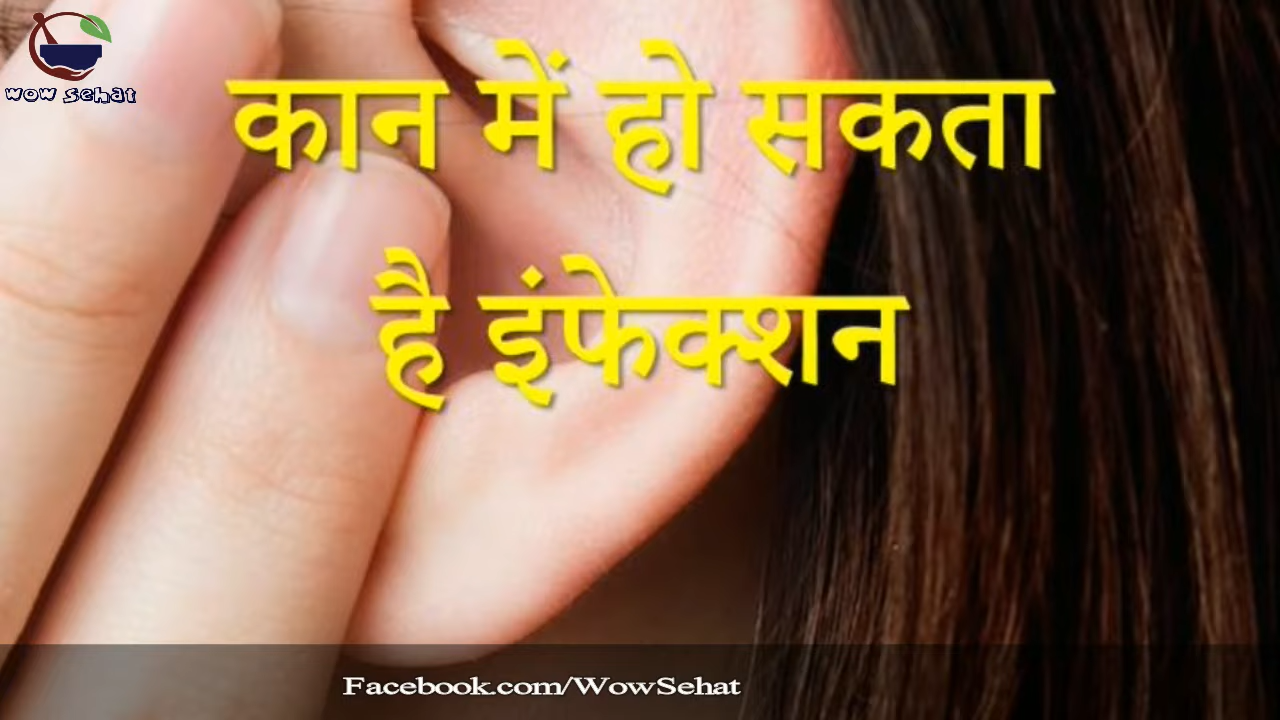 wow sehat
कान में हो सकता
है इंफेक्शन
Facebook.com/WowSehat